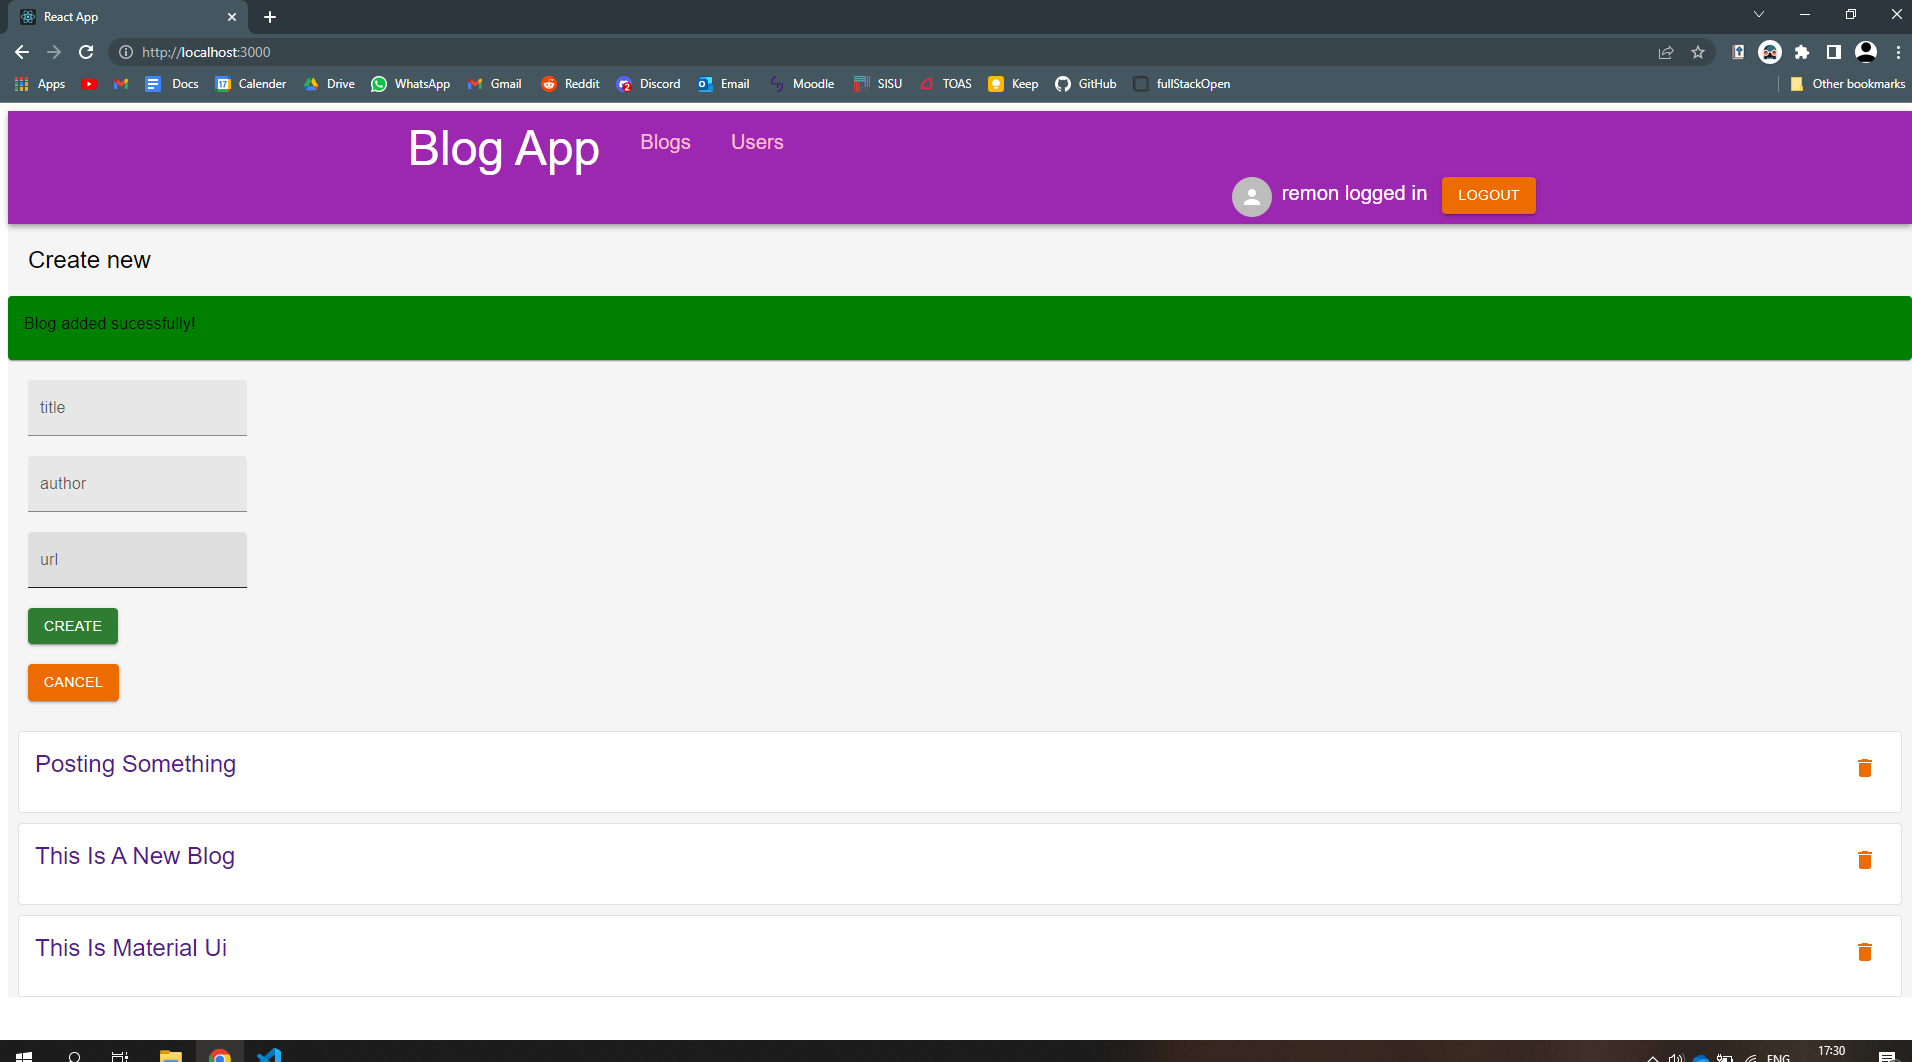 React App
http://localhost:3000
Apps Docs 17 Calender Drive WhatsApp Gmail Reddit 2 Discord Email Moodle SISU TOAS Keep GitHub fullStackOpen Other bookmarks
Blog App Blogs Users
remon logged in LOGOUT
Create new
Blog added sucessfully!
title
author
url
CREATE
CANCEL
Posting Something
This Is A New Blog
This Is Material Ui
17:30
ENG